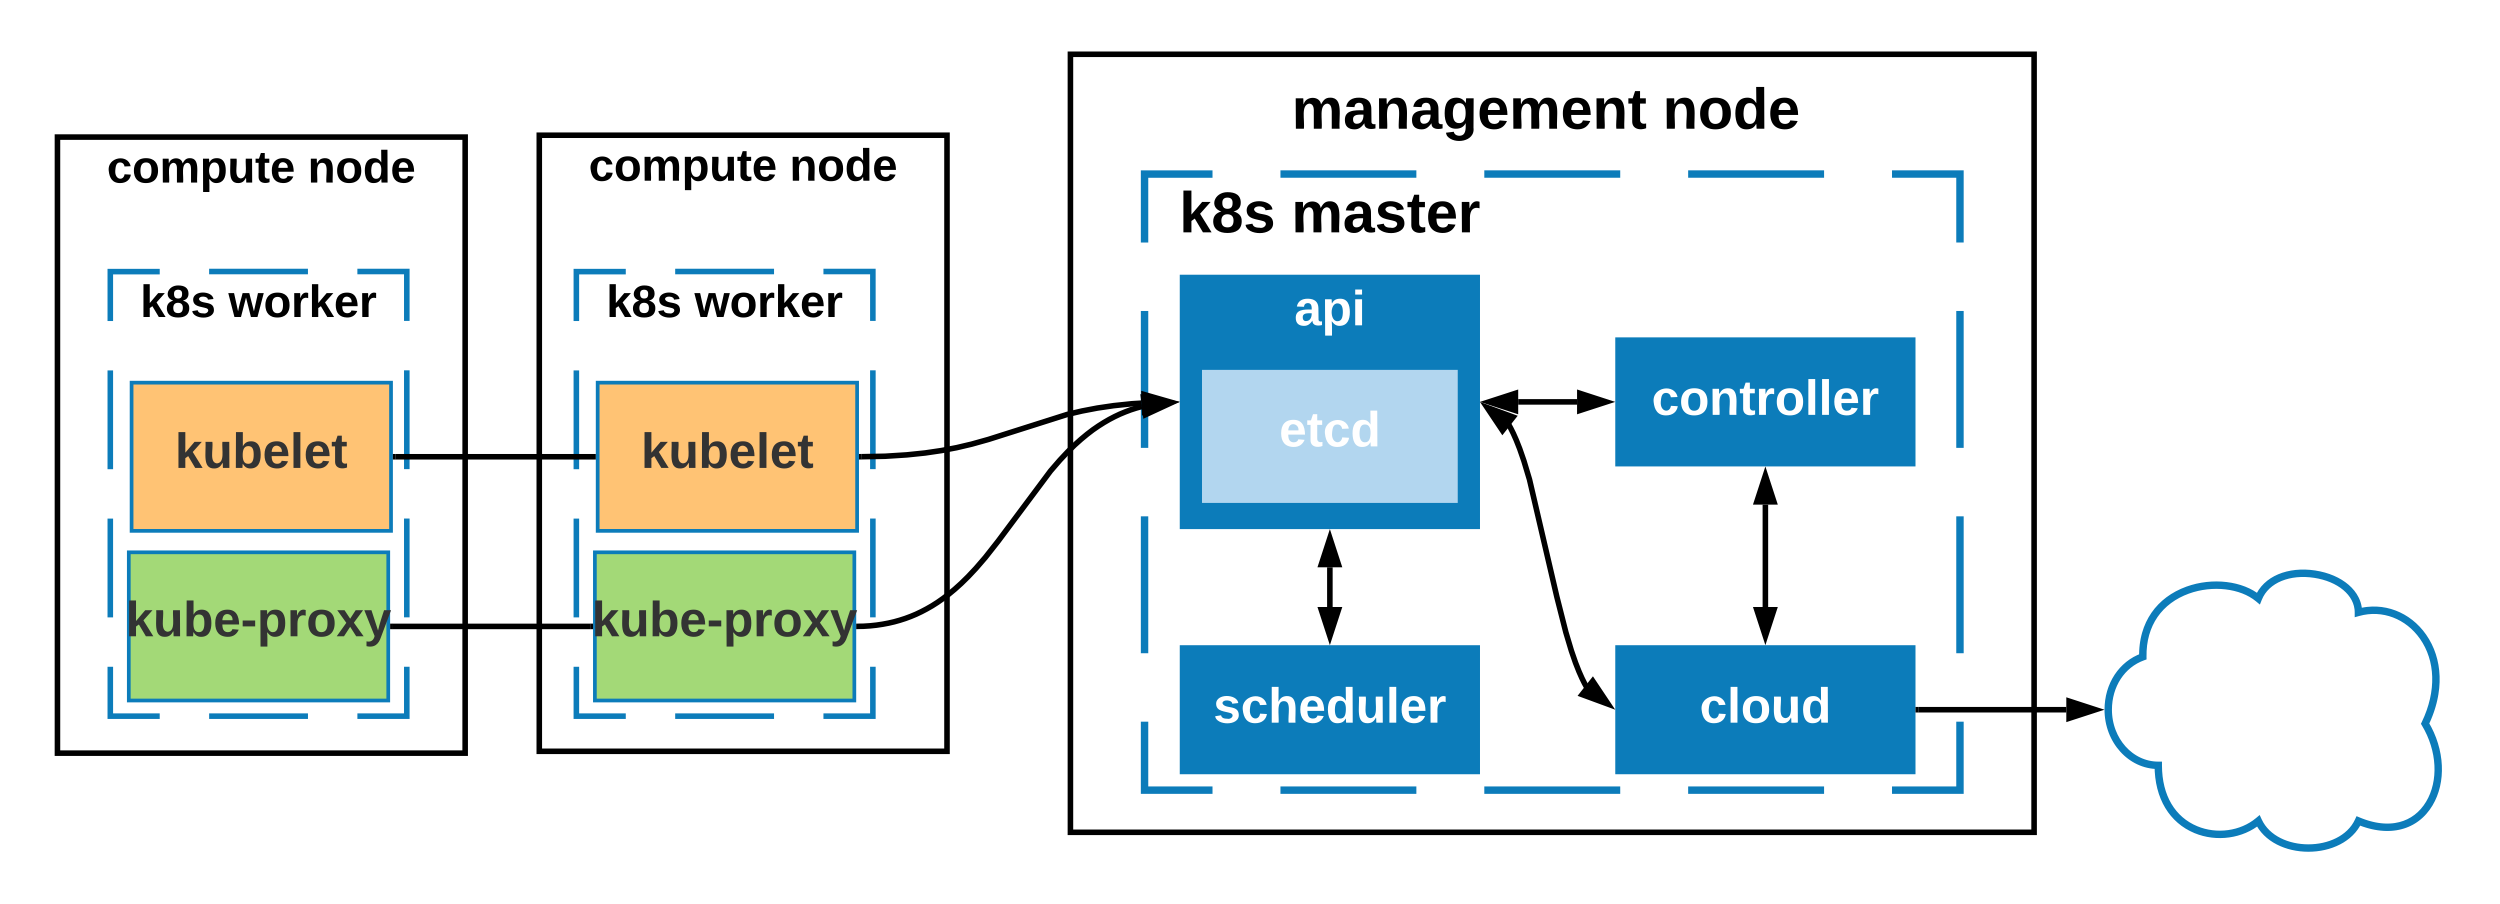 compute node
k8s worker
kubelet
kube-proxy
compute node
k8s worker
kubelet
kube-proxy
management node
k8s master
api
etcd
controller
scheduler
cloud